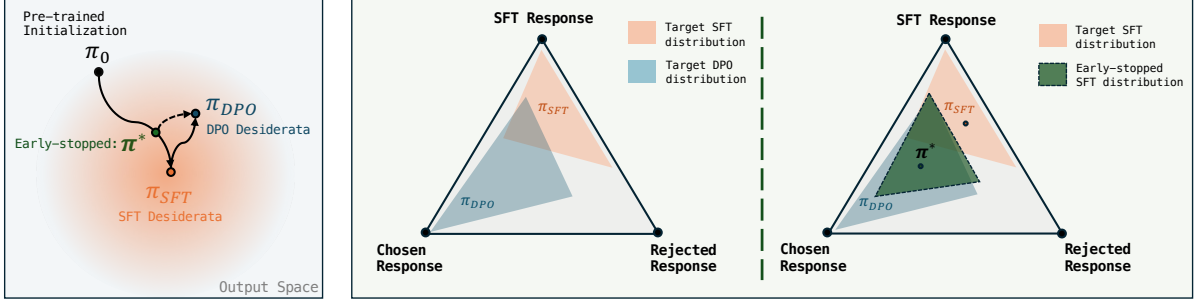 Pre-trained
Initialization
π0
πDPO
DPO Desiderata
Early-stopped: π*
πSFT
SFT Desiderata
Output Space
SFT Response
Target SFT
distribution
Target DPO
distribution
πSFT
πDPO
Chosen
Response
Rejected
Response
SFT Response
Target SFT
distribution
Early-stopped
SFT distribution
πSFT
π*
πDPO
Chosen
Response
Rejected
Response